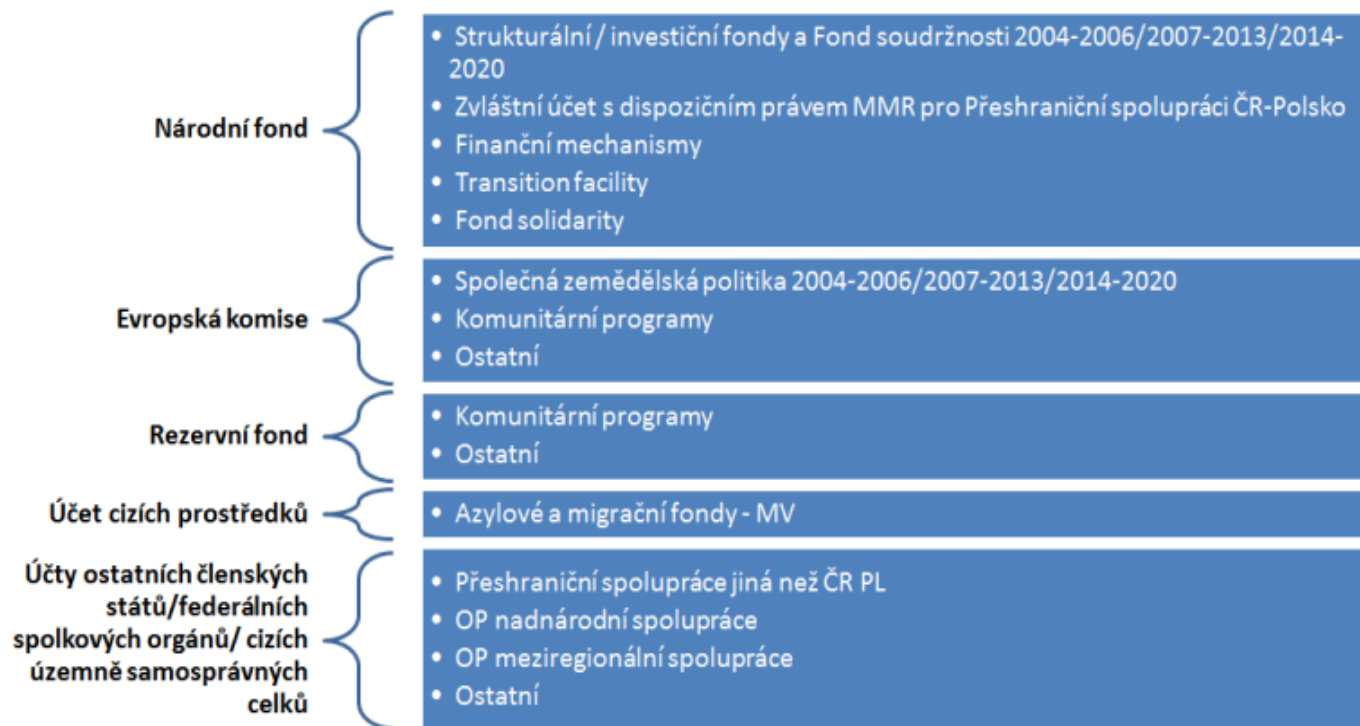 Národní fond
• Strukturální / investiční fondy a Fond soudržnosti 2004-2006/2007-2013/2014-
2020
• Zvláštní účet s dispozičním právem MMR pro Přeshraniční spolupráci ČR-Polsko
• Finanční mechanismy
• Transition facility
• Fond solidarity
Evropská komise
• Společná zemědělská politika 2004-2006/2007-2013/2014-2020
• Komunitární programy
• Ostatní
Rezervní fond
• Komunitární programy
• Ostatní
Účet cizích prostředků
• Azylové a migrační fondy - MV
Účty ostatních členských
států/federálních
spolkových orgánů/ cizích
územně samosprávných
celků
• Přeshraniční spolupráce jiná než ČR PL
• OP nadnárodní spolupráce
• OP meziregionální spolupráce
• Ostatní